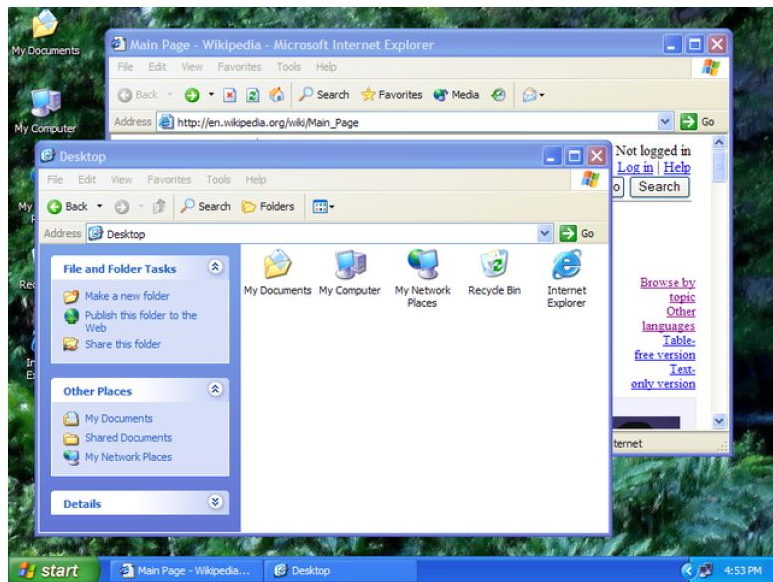 My Documents
My Computer
My
P
Rec
In
E
Main Page - Wikipedia - Microsoft Internet Explorer
File Edit View Favorites Tools Help
Back Search Favorites Media
Address http://en.wikipedia.org/wiki/Main_Page Go
Not logged in
Log in | Help
o Search
Browse by
topic
Other
languages
Table-
free version
Text-
only version
ternet
Desktop
File Edit View Favorites Tools Help
Back Search Folders
Address Desktop Go
File and Folder Tasks
Make a new folder
Publish this folder to the
Web
Share this folder
Other Places
My Documents
Shared Documents
My Network Places
Details
My Documents My Computer My Network
Places Recycle Bin Internet
Explorer
start Main Page - Wikipedia... Desktop 4:53 PM